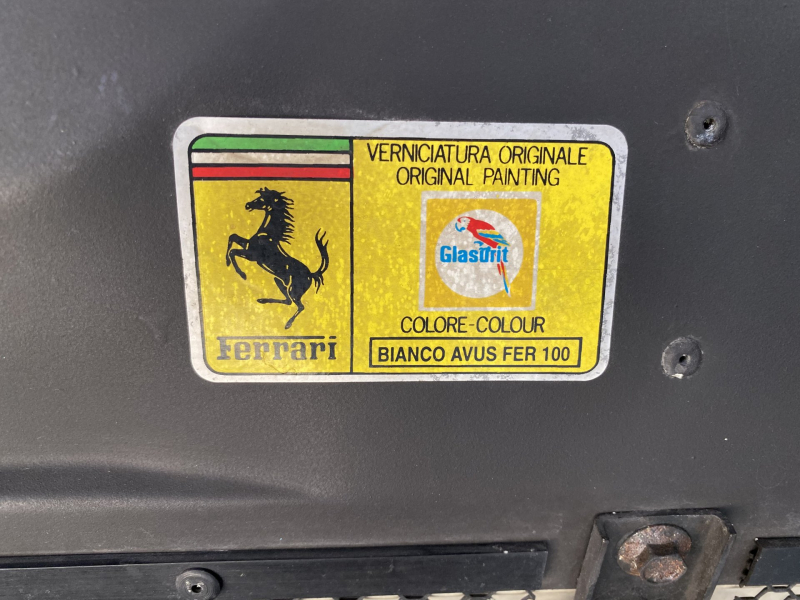 VERNICIATURA ORIGINALE
ORIGINAL PAINTING
Glasurit
COLORE-COLOUR
BIANCO AVUS FER 100
Ferrari